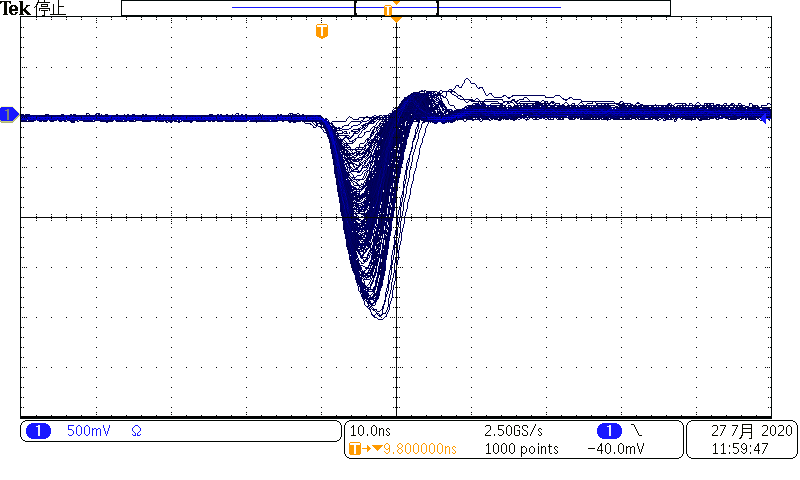 Tek 停止
T
T
1
1 500mV Ω
10.0ns 2.50GS/s 1 \
T→▼9.800000ns 1000 points −40.0mV
27 7月 2020
11:59:47